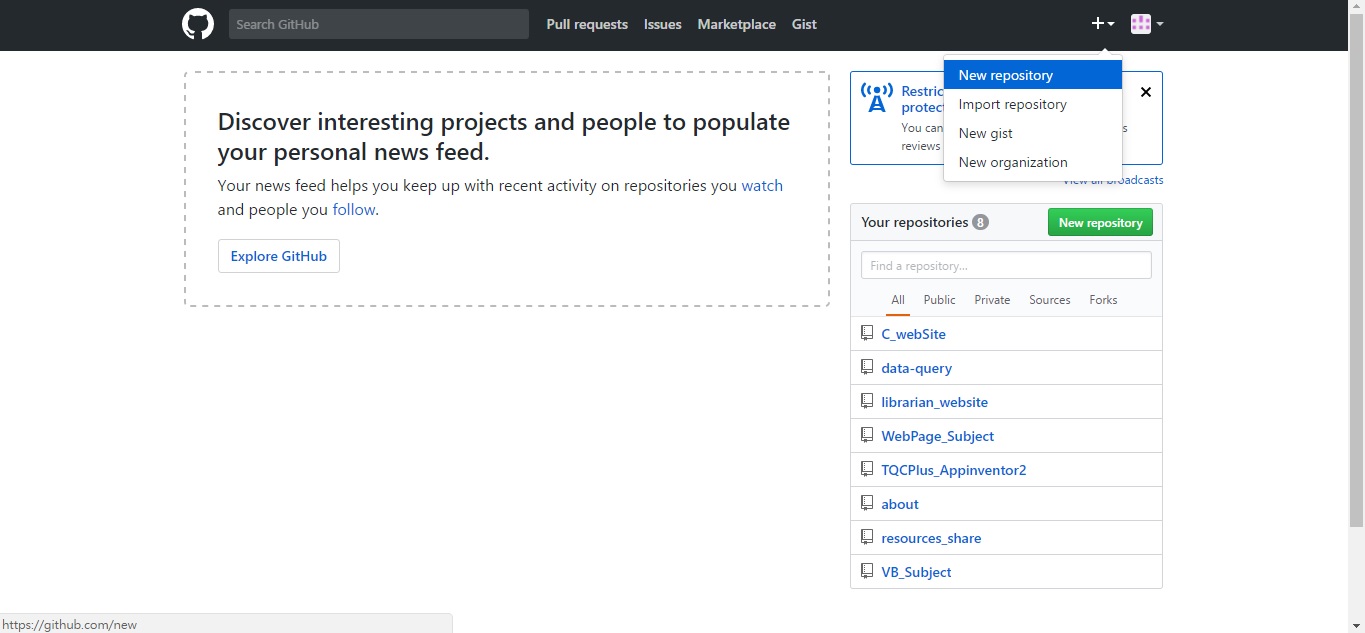 Search GitHub
Pull requests
Issues
Marketplace
Gist
New repository
Import repository
New gist
New organization
Discover interesting projects and people to populate
your personal news feed.
Your news feed helps you keep up with recent activity on repositories you watch
and people you follow.
Explore GitHub
You can
reviews
View all broadcasts
Your repositories 8
New repository
Find a repository...
All
Public
Private
Sources
Forks
C_webSite
data-query
librarian_website
WebPage_Subject
TQCPlus_Appinventor2
about
resources_share
VB_Subject
https://github.com/new